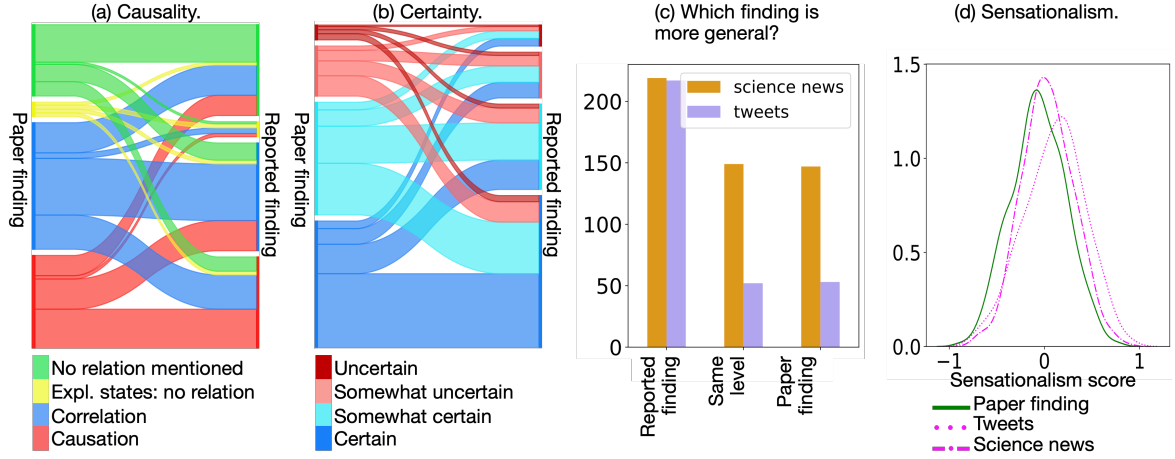 (a) Causality.
Paper finding
Reported finding
No relation mentioned
Expl. states: no relation
Correlation
Causation
(b) Certainty.
Paper finding
Reported finding
Uncertain
Somewhat uncertain
Somewhat certain
Certain
(c) Which finding is
more general?
science news
tweets
200
150
100
50
0
Reported
finding
Same
level
Paper
finding
(d) Sensationalism.
1.5
1.0
0.5
0.0
−1
0
1
Sensationalism score
Paper finding
Tweets
Science news